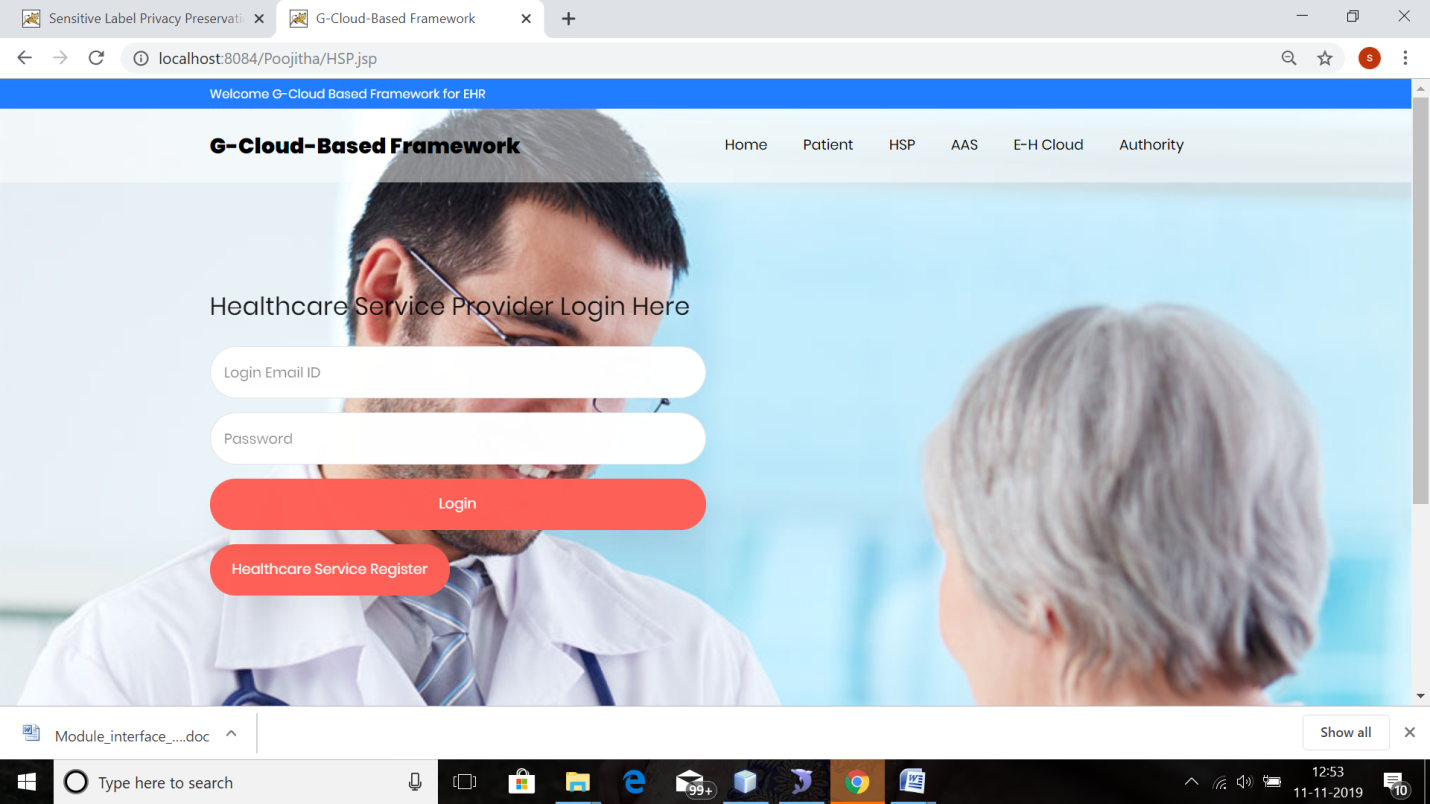 Sensitive Label Privacy Preservati
G-Cloud-Based Framework
localhost:8084/Poojitha/HSP.jsp
s
Welcome G-Cloud Based Framework for EHR
G-Cloud-Based Framework
Home Patient HSP AAS E-H Cloud Authority
Healthcare Service Provider Login Here
Login Email ID
Password
Login
Healthcare Service Register
Module_interface_....doc
Show all
Type here to search
99+
12:53
11-11-2019
10